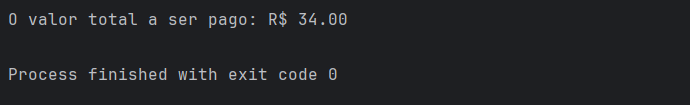 O valor total a ser pago: R$ 34.00
Process finished with exit code 0